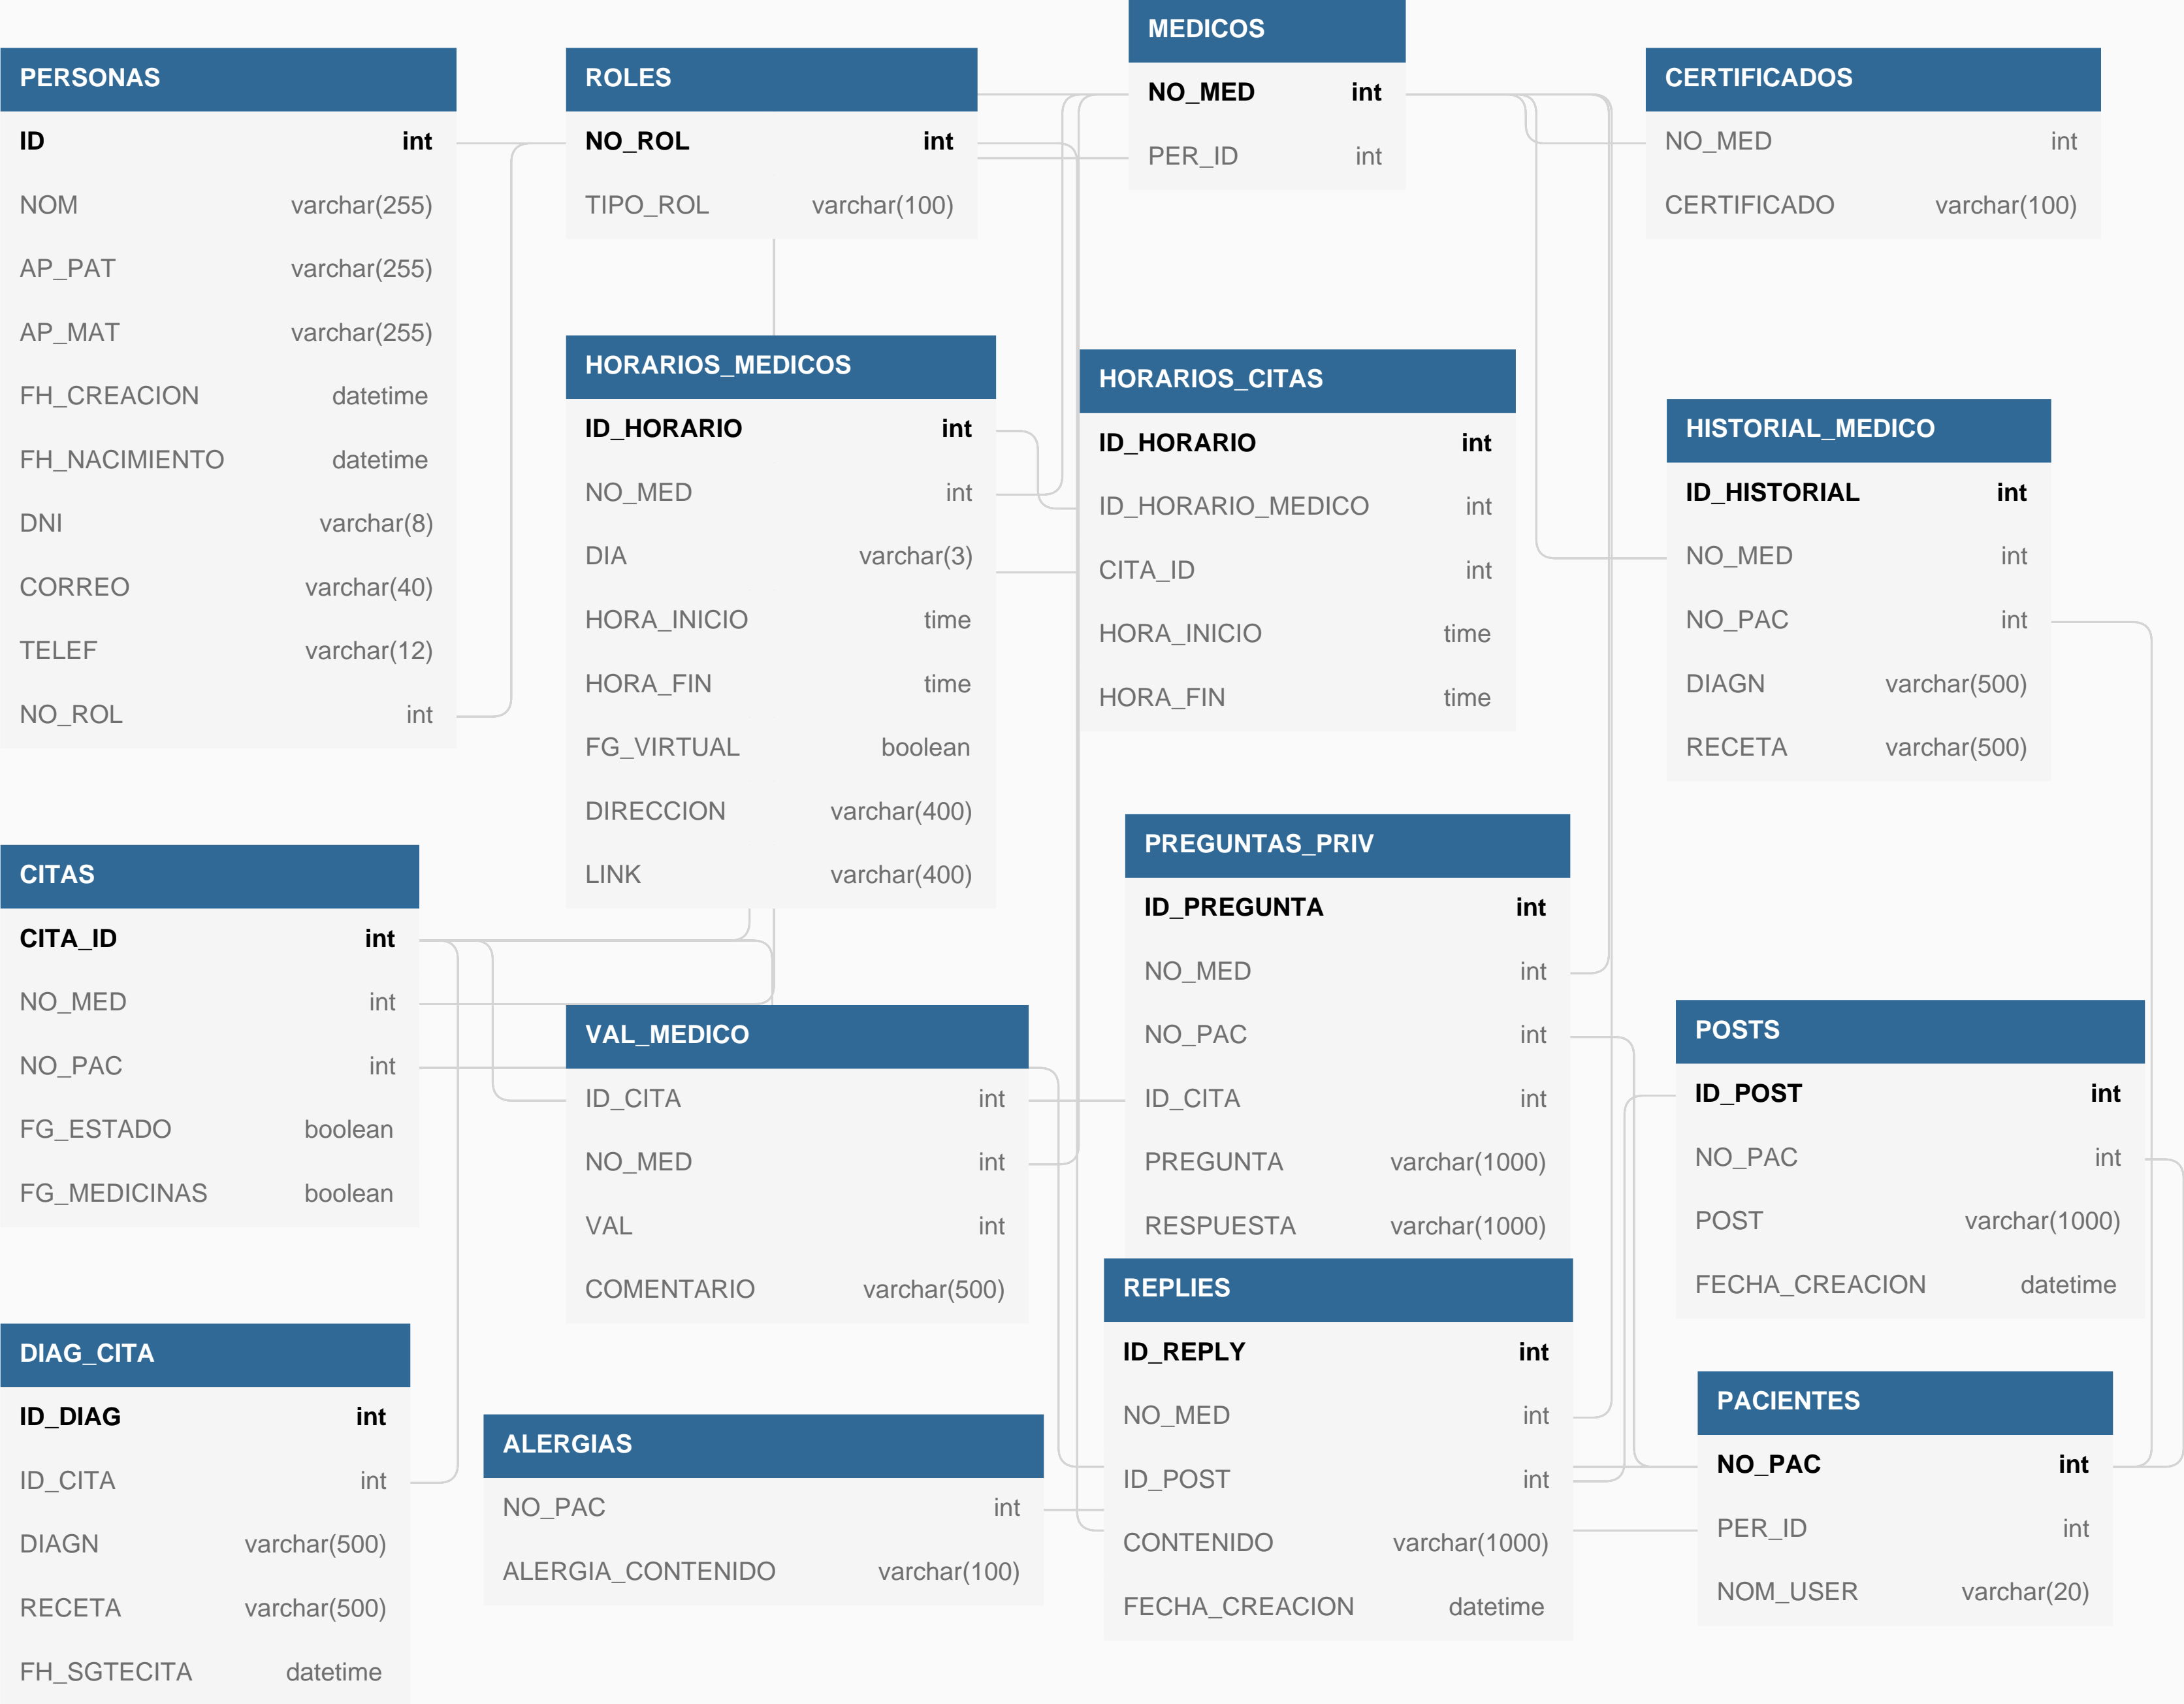 PERSONAS
ID int
NOM varchar(255)
AP_PAT varchar(255)
AP_MAT varchar(255)
FH_CREACION datetime
FH_NACIMIENTO datetime
DNI varchar(8)
CORREO varchar(40)
TELEF varchar(12)
NO_ROL int
ROLES
NO_ROL int
TIPO_ROL varchar(100)
MEDICOS
NO_MED int
PER_ID int
CERTIFICADOS
NO_MED int
CERTIFICADO varchar(100)
HORARIOS_MEDICOS
ID_HORARIO int
NO_MED int
DIA varchar(3)
HORA_INICIO time
HORA_FIN time
FG_VIRTUAL boolean
DIRECCION varchar(400)
LINK varchar(400)
HORARIOS_CITAS
ID_HORARIO int
ID_HORARIO_MEDICO int
CITA_ID int
HORA_INICIO time
HORA_FIN time
HISTORIAL_MEDICO
ID_HISTORIAL int
NO_MED int
NO_PAC int
DIAGN varchar(500)
RECETA varchar(500)
CITAS
CITA_ID int
NO_MED int
NO_PAC int
FG_ESTADO boolean
FG_MEDICINAS boolean
VAL_MEDICO
ID_CITA int
NO_MED int
VAL int
COMENTARIO varchar(500)
PREGUNTAS_PRIV
ID_PREGUNTA int
NO_MED int
NO_PAC int
ID_CITA int
PREGUNTA varchar(1000)
RESPUESTA varchar(1000)
POSTS
ID_POST int
NO_PAC int
POST varchar(1000)
FECHA_CREACION datetime
DIAG_CITA
ID_DIAG int
ID_CITA int
DIAGN varchar(500)
RECETA varchar(500)
FH_SGTECITA datetime
ALERGIAS
NO_PAC int
ALERGIA_CONTENIDO varchar(100)
REPLIES
ID_REPLY int
NO_MED int
ID_POST int
CONTENIDO varchar(1000)
FECHA_CREACION datetime
PACIENTES
NO_PAC int
PER_ID int
NOM_USER varchar(20)